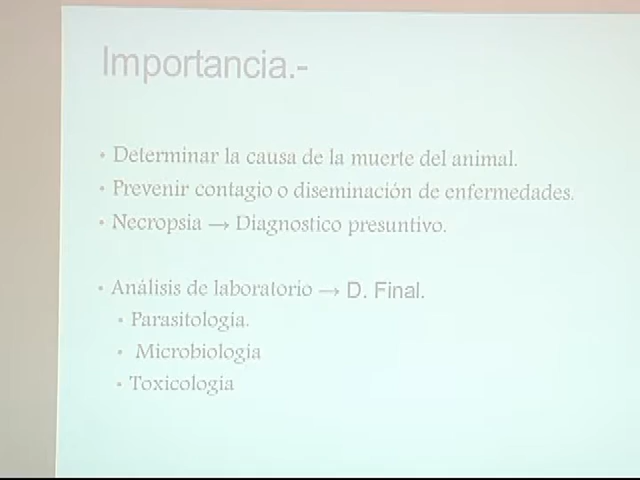 Importancia.-
• Determinar la causa de la muerte del animal.
• Prevenir contagio o diseminación de enfermedades.
• Necropsia → Diagnostico presuntivo.
• Análisis de laboratorio → D. Final.
• Parasitologia.
• Microbiologia
• Toxicologia